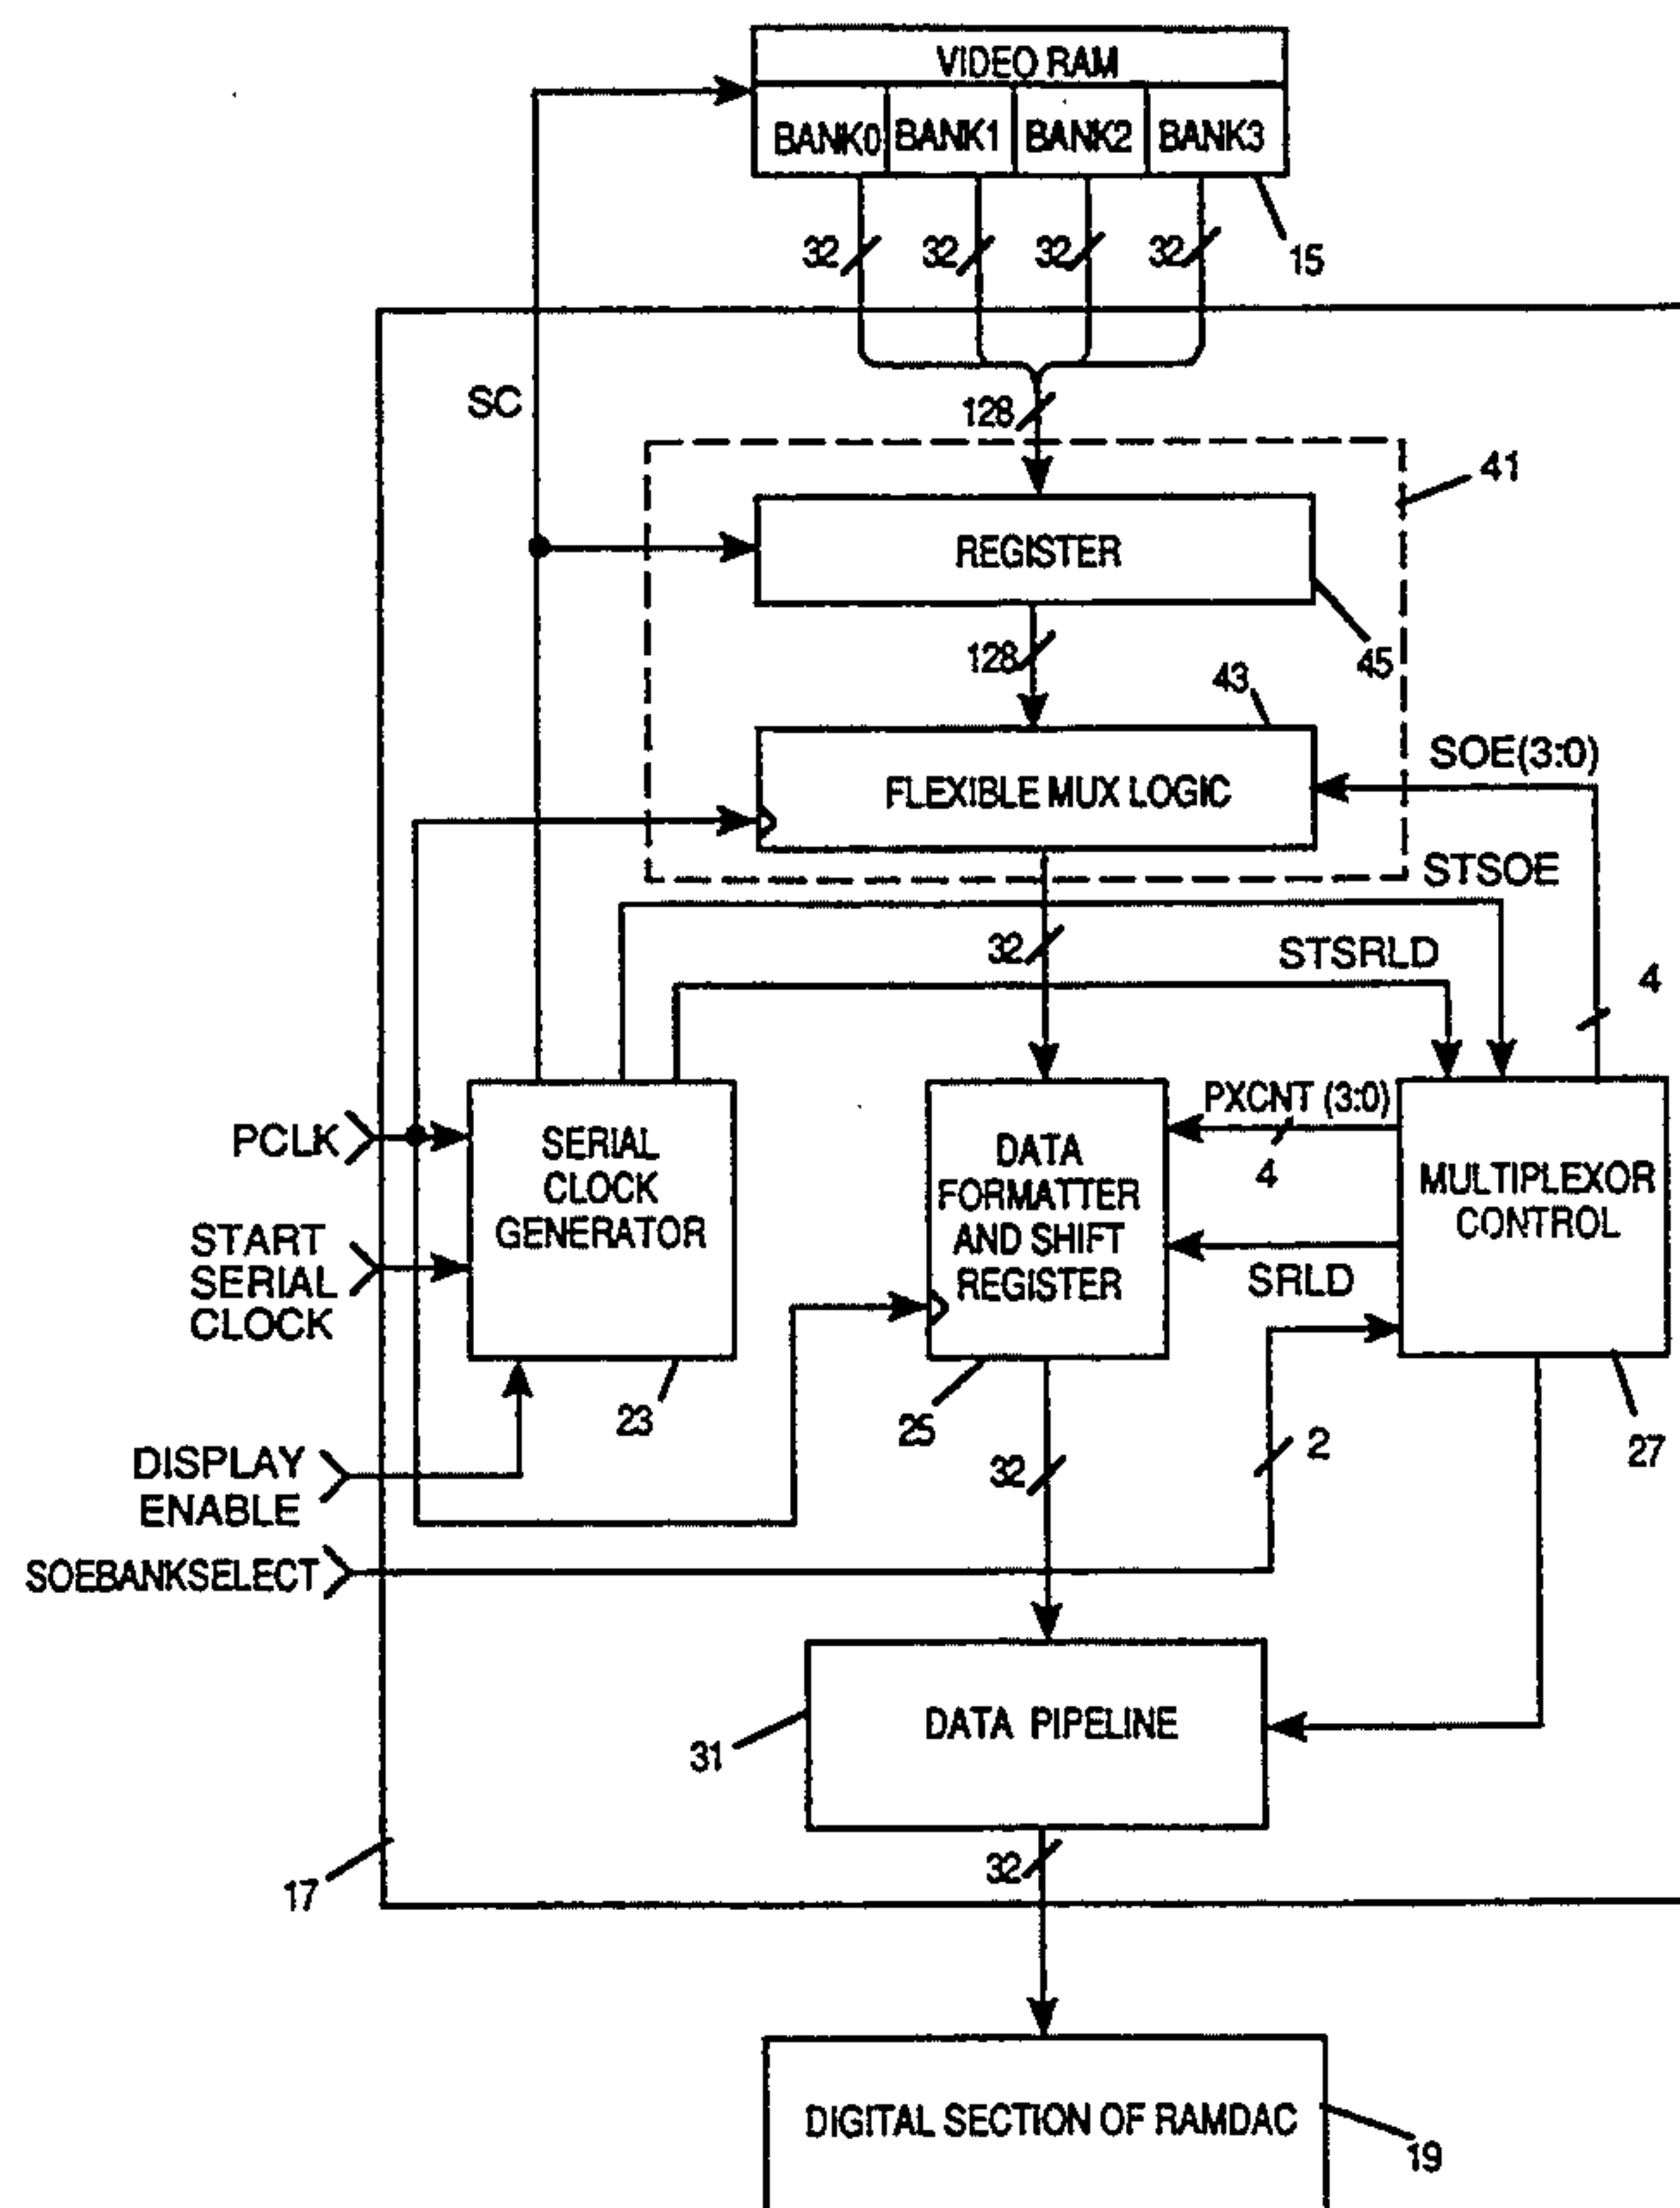 VIDEO RAM
BANK0 BANK1 BANK2 BANK3
32 32 32 32
15
SC
128
41
REGISTER
128
45
43
SOE(3:0)
FLEXIBLE MUX LOGIC
STSOE
32
STSRLD
4
PCLK
SERIAL
CLOCK
GENERATOR
DATA
FORMATTER
AND SHIFT
REGISTER
PXCNT (3:0)
4
MULTIPLEXOR
CONTROL
START
SERIAL
CLOCK
SRLD
23
25
2
27
DISPLAY
ENABLE
32
SOEBANKSELECT
DATA PIPELINE
31
32
17
DIGITAL SECTION OF RAMDAC
19